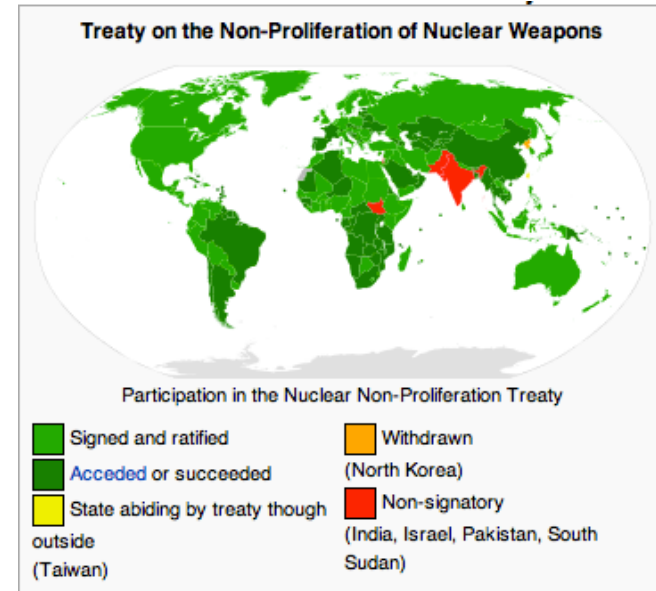 Treaty on the Non-Proliferation of Nuclear Weapons
Participation in the Nuclear Non-Proliferation Treaty
Signed and ratified
Acceded or succeeded
State abiding by treaty though
outside
(Taiwan)
Withdrawn
(North Korea)
Non-signatory
(India, Israel, Pakistan, South
Sudan)